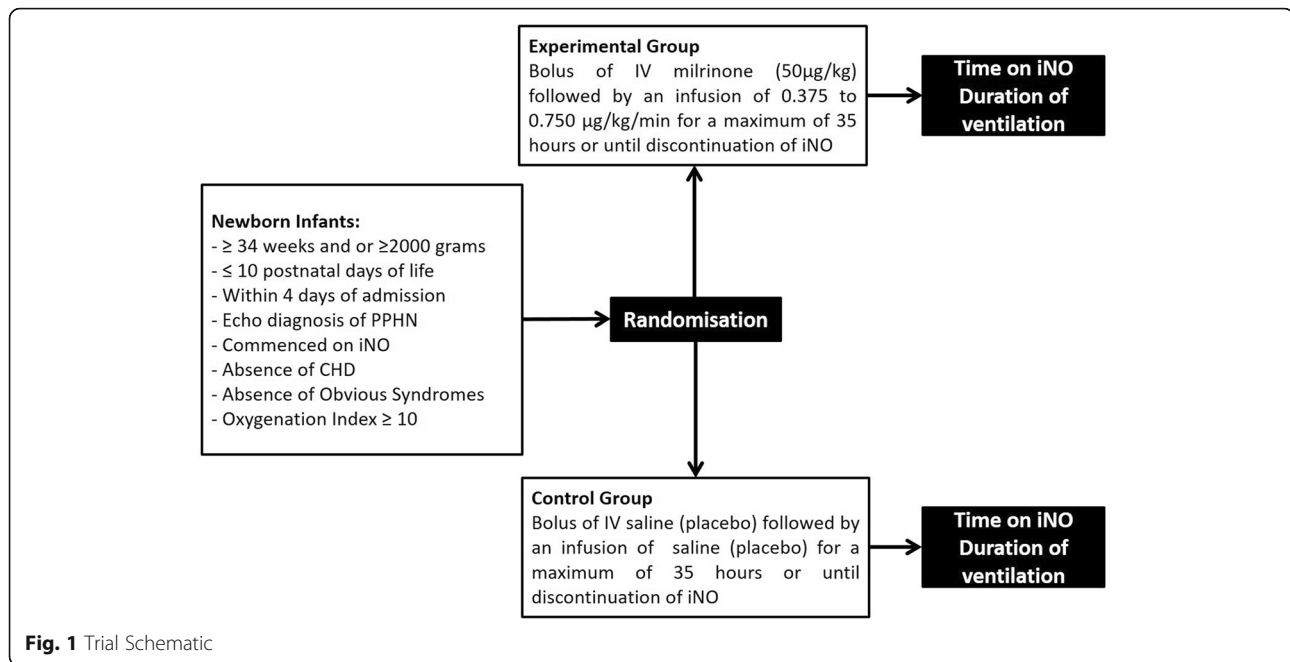 Experimental Group
Bolus of IV milrinone (50µg/kg)
followed by an infusion of 0.375 to
0.750 µg/kg/min for a maximum of 35
hours or until discontinuation of iNO
Time on iNO
Duration of
ventilation
Newborn Infants:
- ≥ 34 weeks and or ≥2000 grams
- ≤ 10 postnatal days of life
- Within 4 days of admission
- Echo diagnosis of PPHN
- Commenced on iNO
- Absence of CHD
- Absence of Obvious Syndromes
- Oxygenation Index ≥ 10
Randomisation
Control Group
Bolus of IV saline (placebo) followed by
an infusion of saline (placebo) for a
maximum of 35 hours or until
discontinuation of iNO
Time on iNO
Duration of
ventilation
Fig. 1 Trial Schematic